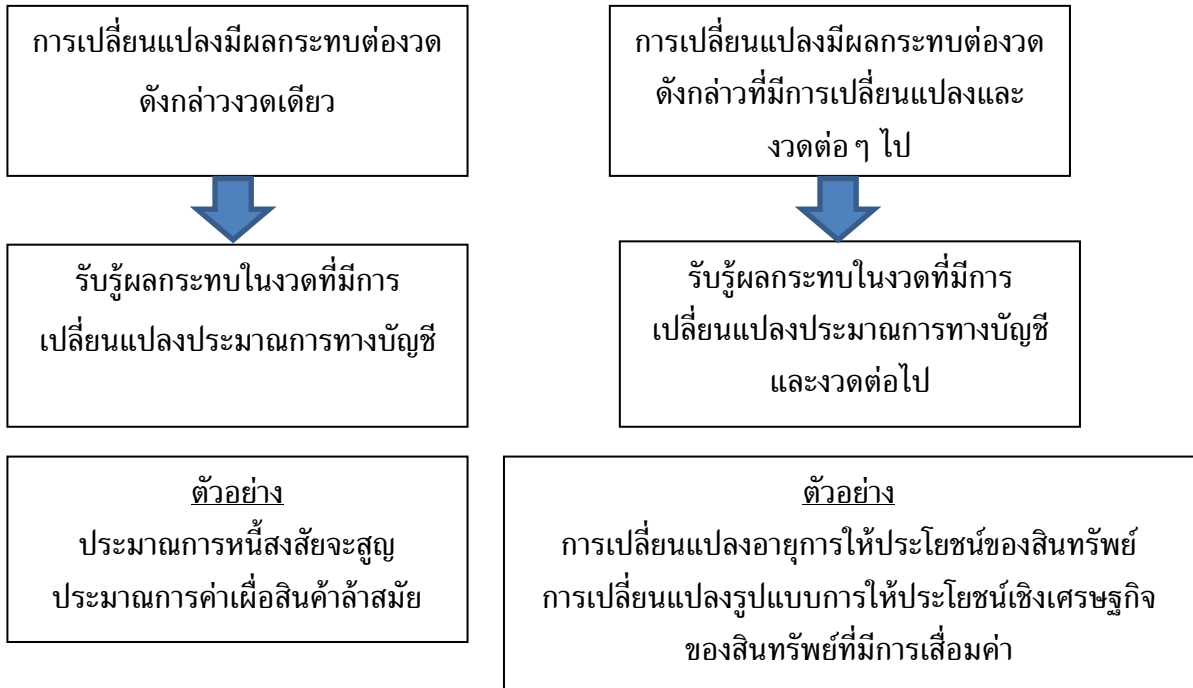 การเปลี่ยนแปลงมีผลกระทบต่องวด
ดังกล่าวงวดเดียว
รับรู้ผลกระทบในงวดที่มีการ
เปลี่ยนแปลงประมาณการทางบัญชี
ตัวอย่าง
ประมาณการหนี้สงสัยจะสูญ
ประมาณการค่าเผื่อสินค้าล้าสมัย
การเปลี่ยนแปลงมีผลกระทบต่องวด
ดังกล่าวที่มีการเปลี่ยนแปลงและ
งวดต่อ ๆ ไป
รับรู้ผลกระทบในงวดที่มีการ
เปลี่ยนแปลงประมาณการทางบัญชี
และงวดต่อไป
ตัวอย่าง
การเปลี่ยนแปลงอายุการให้ประโยชน์ของสินทรัพย์
การเปลี่ยนแปลงรูปแบบการให้ประโยชน์เชิงเศรษฐกิจ
ของสินทรัพย์ที่มีการเสื่อมค่า